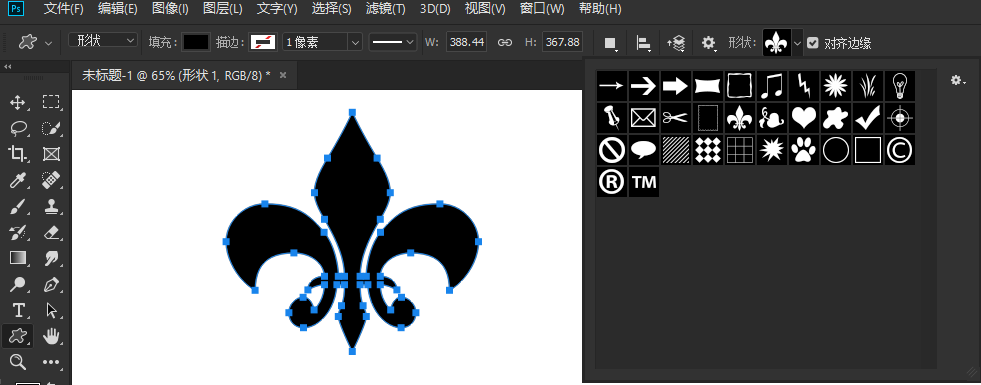 Ps 文件(F) 编辑(E) 图像(I) 图层(L) 文字(Y) 选择(S) 滤镜(T) 3D(D) 视图(V) 窗口(W) 帮助(H)
形状 填充: 描边: 1 像素 W: 388.44 H: 367.88 形状: 对齐边缘
未标题-1 @ 65% (形状 1, RGB/8) * ×
T
©
® TM